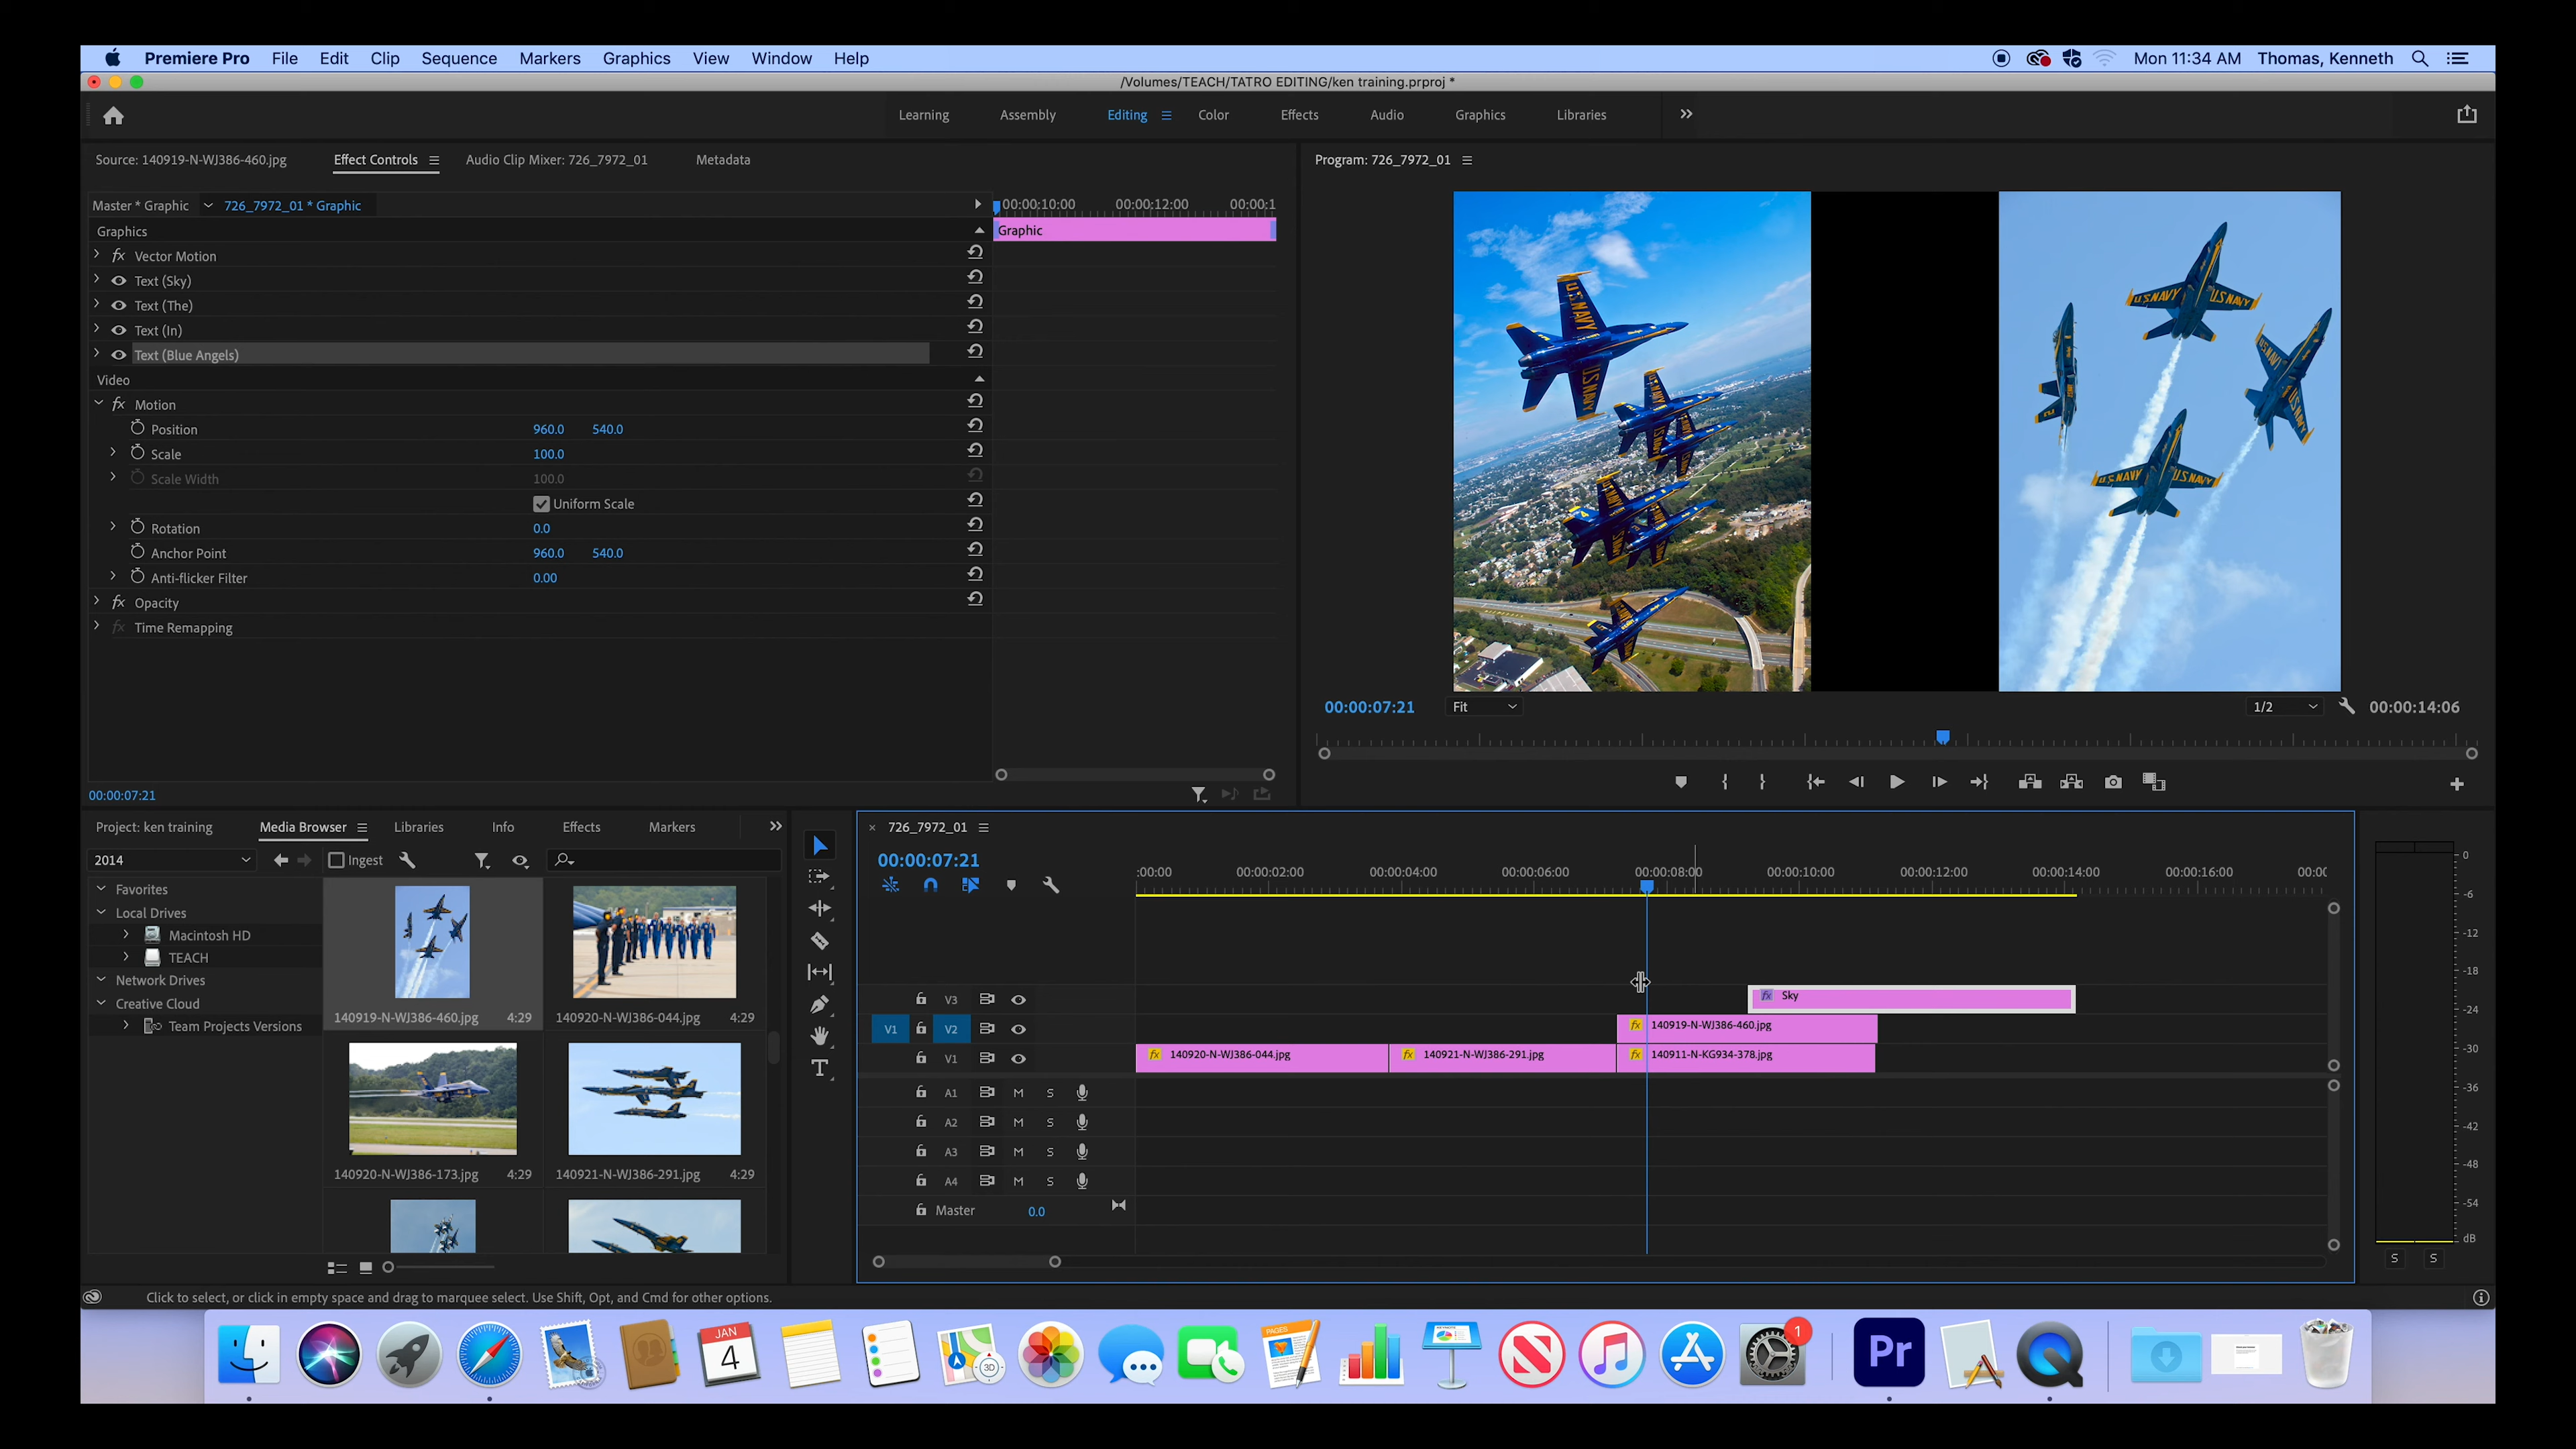 Premiere Pro File Edit Clip Sequence Markers Graphics View Window Help Mon 11:34 AM Thomas, Kenneth
/Volumes/TEACH/TATRO EDITING/ken training.prproj *
Learning Assembly Editing Color Effects Audio Graphics Libraries
Source: 140919-N-WJ386-460.jpg Effect Controls Audio Clip Mixer: 726_7972_01 Metadata
Master * Graphic 726_7972_01 * Graphic
00:00:10:00 00:00:12:00 00:00:1
Graphics
Graphic
Vector Motion
Text (Sky)
Text (The)
Text (In)
Text (Blue Angels)
Video
Motion
Position 960.0 540.0
Scale 100.0
Scale Width 100.0
Uniform Scale
Rotation 0.0
Anchor Point 960.0 540.0
Anti-flicker Filter 0.00
Opacity
Time Remapping
00:00:07:21
Program: 726_7972_01
U.S.NAVY
U.S.NAVY
U.S.NAVY
U.S.NAVY
00:00:07:21 Fit 1/2 00:00:14:06
Project: ken training Media Browser Libraries Info Effects Markers
2014 Ingest
Favorites
Local Drives
Macintosh HD
TEACH
Network Drives
Creative Cloud
Team Projects Versions
140919-N-WJ386-460.jpg 4:29
140920-N-WJ386-044.jpg 4:29
140920-N-WJ386-173.jpg 4:29
140921-N-WJ386-291.jpg 4:29
726_7972_01
00:00:07:21
:00:00 00:00:02:00 00:00:04:00 00:00:06:00 00:00:08:00 00:00:10:00 00:00:12:00 00:00:14:00 00:00:16:00 00:00
V3 fx Sky
V1 V2 fx 140919-N-WJ386-460.jpg
V1 fx 140920-N-WJ386-044.jpg fx 140921-N-WJ386-291.jpg fx 140911-N-KG934-378.jpg
A1 M S
A2 M S
A3 M S
A4 M S
Master 0.0
0
-6
-12
-18
-24
-30
-36
-42
-48
-54
dB
S S
Click to select, or click in empty space and drag to marquee select. Use Shift, Opt, and Cmd for other options.
JAN
4
3D
PAGES
1
Pr